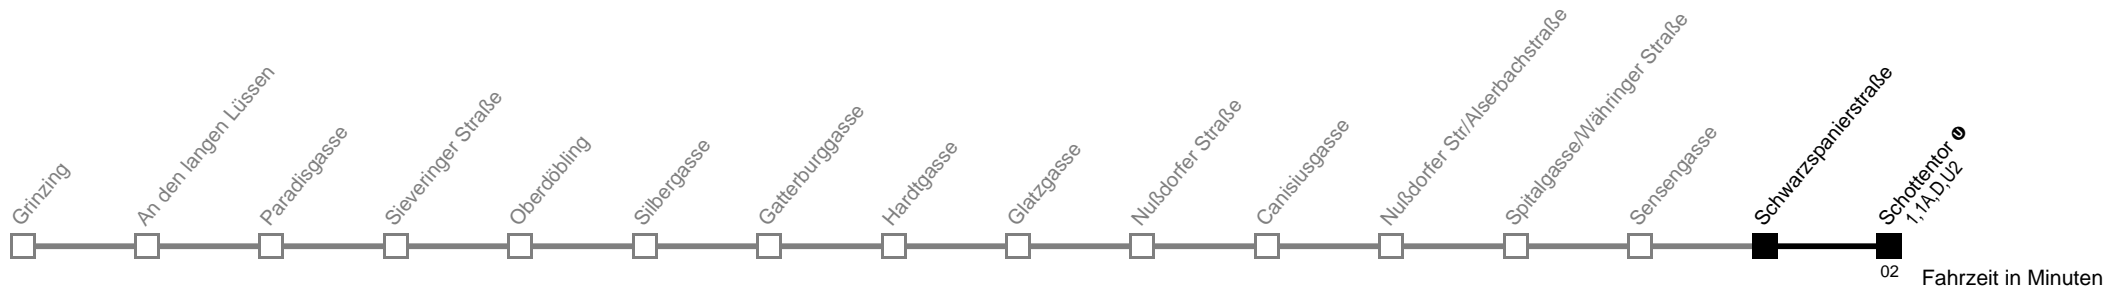 Grinzing
An den langen Lüssen
Paradisgasse
Sieveringer Straße
Oberdöbling
Silbergasse
Gatterburggasse
Hardtgasse
Glatzgasse
Nußdorfer Straße
Canisiusgasse
Nußdorfer Str/Alserbachstraße
Spitalgasse/Währinger Straße
Sensengasse
Schwarzspanierstraße
Schottentor U
1,1A,D,U2
02
Fahrzeit in Minuten